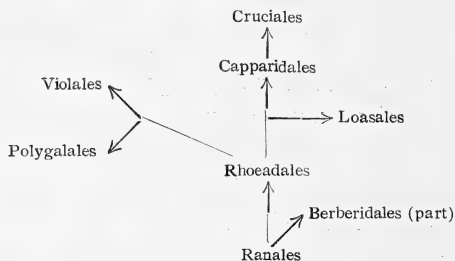 Cruciales
Capparidales
Violales
Loasales
Polygalales
Rhoeadales
Berberidales (part)
Ranales